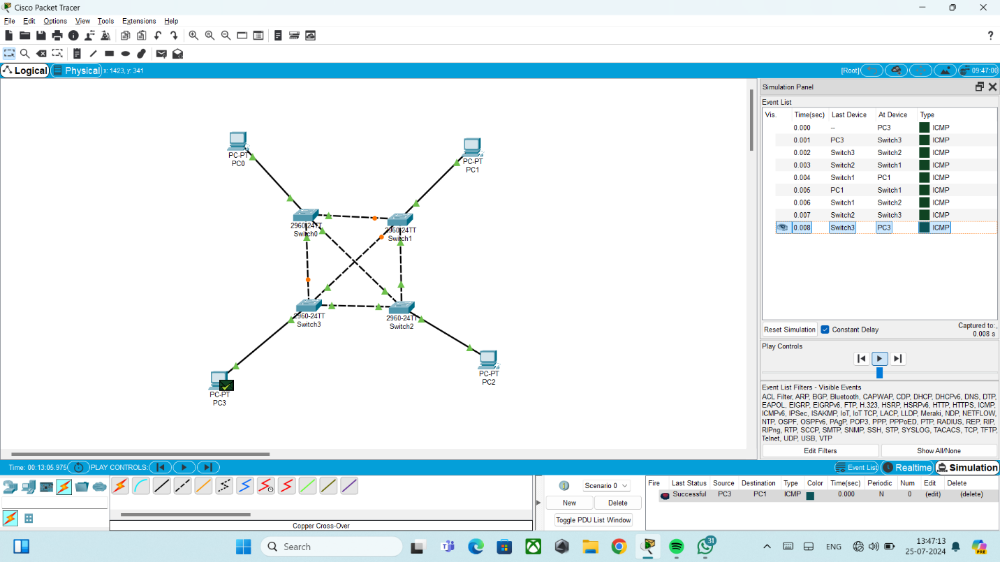 Cisco Packet Tracer
File Edit Options View Tools Extensions Help
?
Logical Physical x: 1423, y: 341 [Root] 09:47:00
Simulation Panel
Event List
Vis. Time(sec) Last Device At Device Type
0.000 -- PC3 ICMP
0.001 PC3 Switch3 ICMP
0.002 Switch3 Switch2 ICMP
0.003 Switch2 Switch1 ICMP
0.004 Switch1 PC1 ICMP
0.005 PC1 Switch1 ICMP
0.006 Switch1 Switch2 ICMP
0.007 Switch2 Switch3 ICMP
0.008 Switch3 PC3 ICMP
PC-PT
PC0
PC-PT
PC1
2960-24TT
Switch0
2960-24TT
Switch1
2960-24TT
Switch3
2960-24TT
Switch2
PC-PT
PC2
PC-PT
PC3
Reset Simulation Constant Delay Captured to:
0.008 s
Play Controls
Event List Filters - Visible Events
ACL Filter, ARP, BGP, Bluetooth, CAPWAP, CDP, DHCP, DHCPv6, DNS, DTP,
EAPOL, EIGRP, EIGRPv6, FTP, H.323, HSRP, HSRPv6, HTTP, HTTPS, ICMP,
ICMPv6, IPSec, ISAKMP, IoT, IoT TCP, LACP, LLDP, Meraki, NDP, NETFLOW,
NTP, OSPF, OSPFv6, PAgP, POP3, PPP, PPPoED, PTP, RADIUS, REP, RIP,
RIPng, RTP, SCCP, SMTP, SNMP, SSH, STP, SYSLOG, TACACS, TCP, TFTP,
Telnet, UDP, USB, VTP
Edit Filters Show All/None
Time: 00:13:05.975 PLAY CONTROLS: Event List Realtime Simulation
Scenario 0
New Delete
Toggle PDU List Window
Fire Last Status Source Destination Type Color Time(sec) Periodic Num Edit Delete
Successful PC3 PC1 ICMP 0.000 N 0 (edit) (delete)
Copper Cross-Over
Search
31
ENG
13:47:13
25-07-2024
PRE